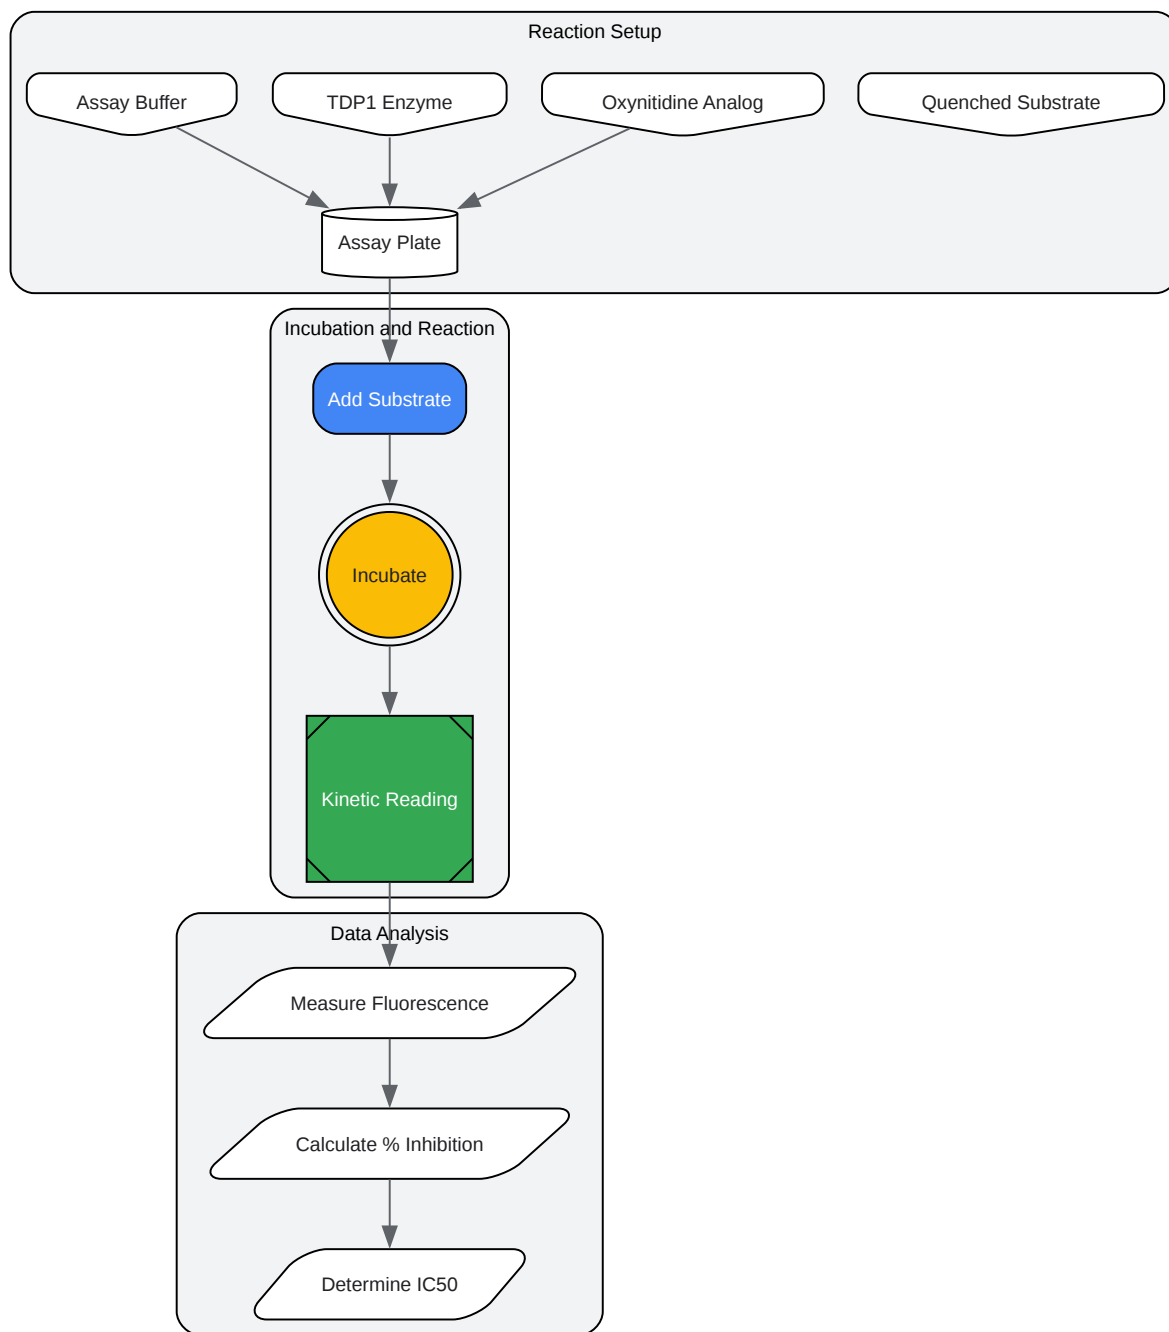 Reaction Setup
Assay Buffer
TDP1 Enzyme
Oxynitidine Analog
Quenched Substrate
Assay Plate
Incubation and Reaction
Add Substrate
Incubate
Kinetic Reading
Data Analysis
Measure Fluorescence
Calculate % Inhibition
Determine IC50